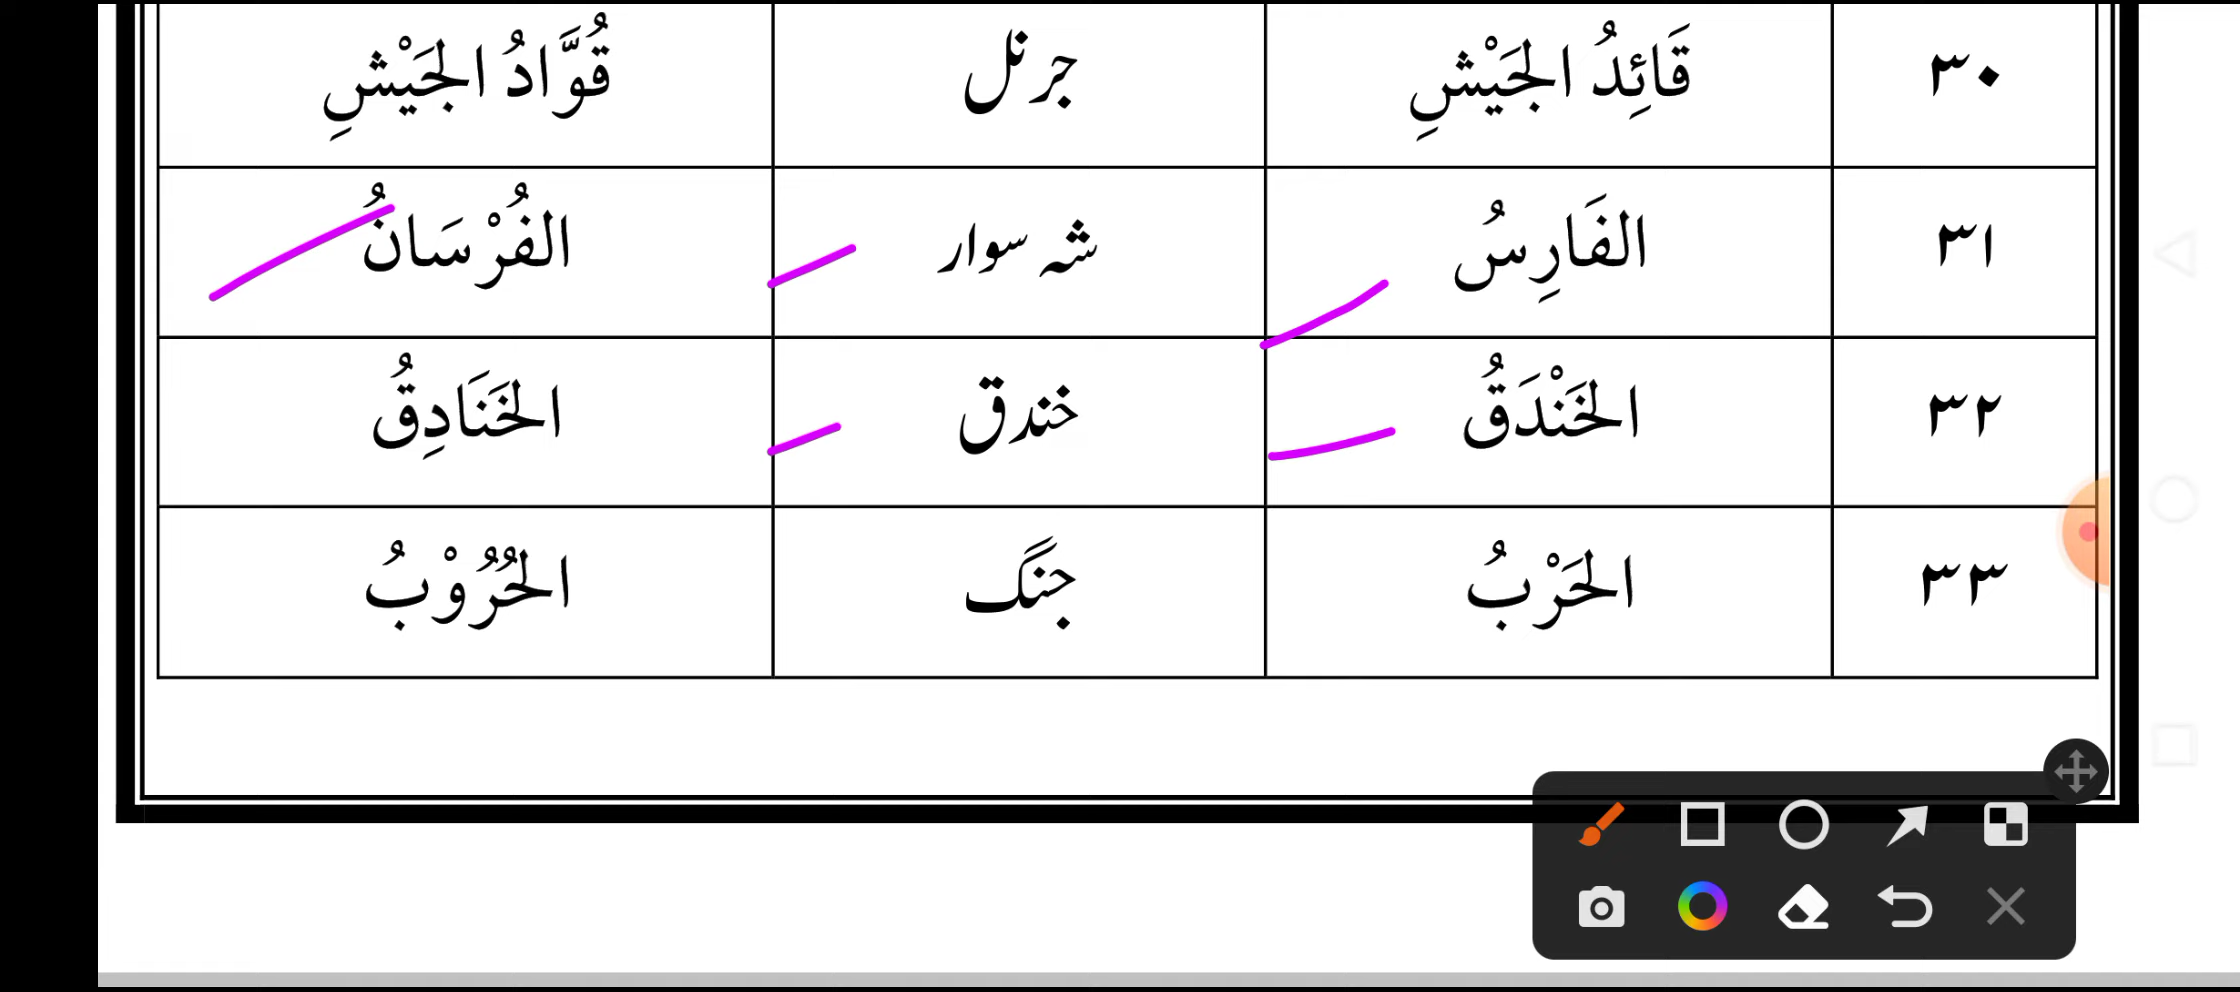 ٣٠ قَائِدُ الجَيْشِ جرنل قُوَّادُ الجَيْشِ
٣١ الفَارِسُ شہ سوار الفُرْسَانُ
٣٢ الخَنْدَقُ خندق الخَنَادِقُ
٣٣ الحَرْبُ جنگ الحُرُوْبُ